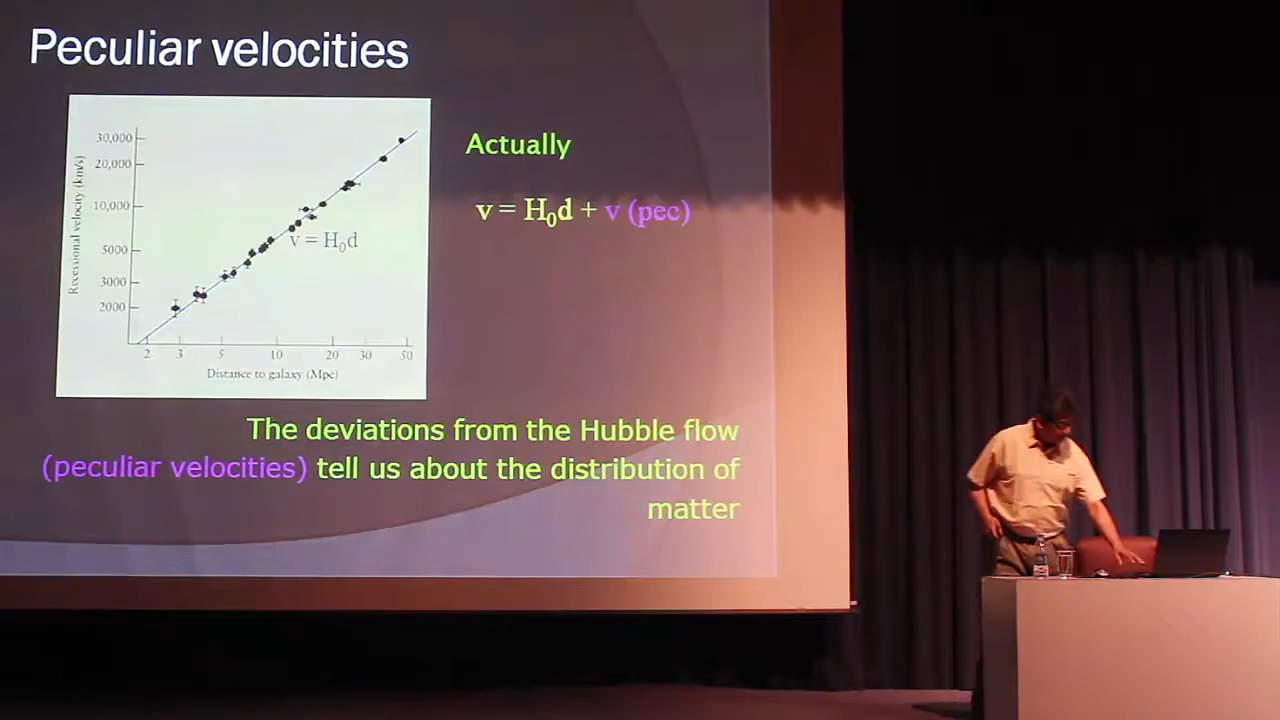 Peculiar velocities
30,000
20,000
10,000
5000
3000
2000
Recessional velocity (km/s)
v = H₀d
2 3 5 10 20 30 50
Distance to galaxy (Mpc)
Actually
v = H₀d + v (pec)
The deviations from the Hubble flow
(peculiar velocities) tell us about the distribution of
matter